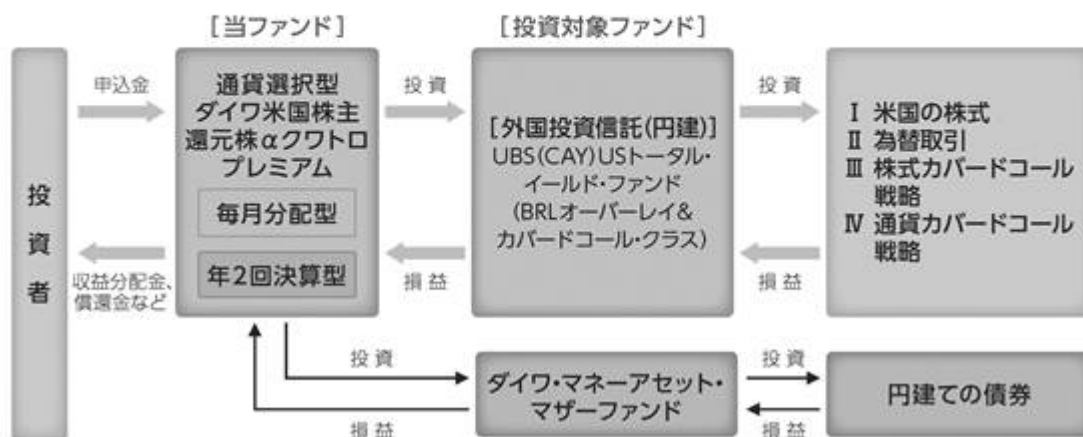 ［当ファンド］
［投資対象ファンド］
投資者
申込金
収益分配金、
償還金など
通貨選択型
ダイワ米国株主
還元株αクワトロ
プレミアム
毎月分配型
年2回決算型
投 資
損 益
［外国投資信託(円建)］
UBS(CAY)USトータル・
イールド・ファンド
(BRLオーバーレイ&
カバードコール・クラス)
投 資
損 益
Ⅰ 米国の株式
Ⅱ 為替取引
Ⅲ 株式カバードコール
戦略
Ⅳ 通貨カバードコール
戦略
投 資
損 益
ダイワ・マネーアセット・
マザーファンド
投 資
損 益
円建ての債券